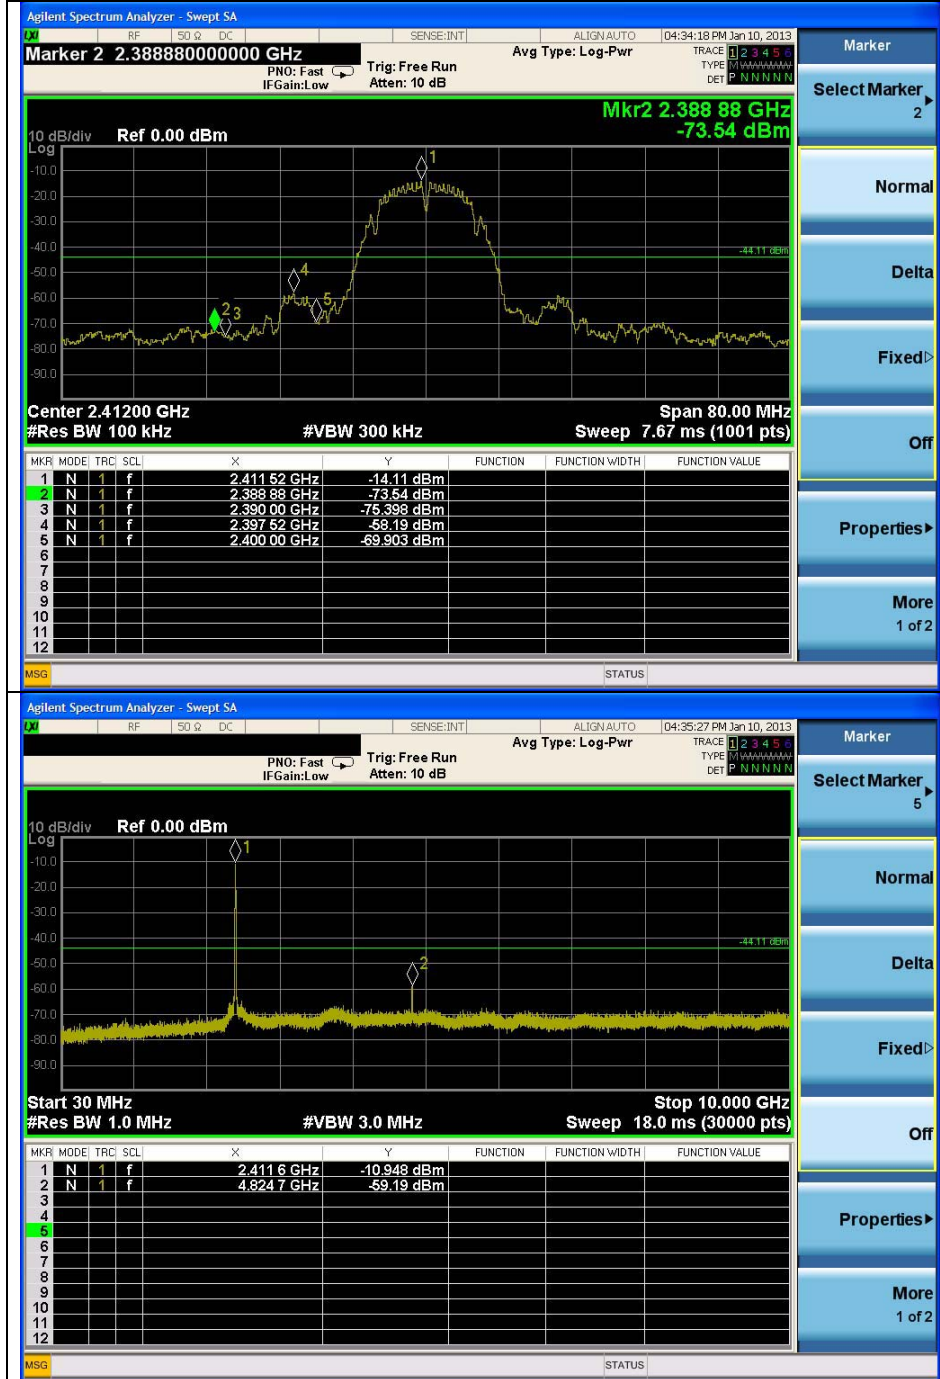 Agilent Spectrum Analyzer - Swept SA
LXI RF 50 Ω DC SENSE:INT ALIGN AUTO 04:34:18 PM Jan 10, 2013
Marker 2 2.388880000000 GHz
PNO: Fast
IFGain:Low
Trig: Free Run
Atten: 10 dB
Avg Type: Log-Pwr
TRACE 1 2 3 4 5 6
TYPE M
DET P N N N N N
Mkr2 2.388 88 GHz
-73.54 dBm
10 dB/div Ref 0.00 dBm
Log
-10.0
-20.0
-30.0
-40.0
-50.0
-60.0
-70.0
-80.0
-90.0
1
2
3
4
5
-44.11 dBm
Center 2.41200 GHz Span 80.00 MHz
#Res BW 100 kHz #VBW 300 kHz Sweep 7.67 ms (1001 pts)
MKR MODE TRC SCL X Y FUNCTION FUNCTION WIDTH FUNCTION VALUE
1 N 1 f 2.411 52 GHz -14.11 dBm
2 N 1 f 2.388 88 GHz -73.54 dBm
3 N 1 f 2.390 00 GHz -75.398 dBm
4 N 1 f 2.397 52 GHz -58.19 dBm
5 N 1 f 2.400 00 GHz -69.903 dBm
6
7
8
9
10
11
12
MSG STATUS
Marker
Select Marker
2
Normal
Delta
Fixed
Off
Properties
More
1 of 2
Agilent Spectrum Analyzer - Swept SA
LXI RF 50 Ω DC SENSE:INT ALIGN AUTO 04:35:27 PM Jan 10, 2013
PNO: Fast
IFGain:Low
Trig: Free Run
Atten: 10 dB
Avg Type: Log-Pwr
TRACE 1 2 3 4 5 6
TYPE M
DET P N N N N N
10 dB/div Ref 0.00 dBm
Log
-10.0
-20.0
-30.0
-40.0
-50.0
-60.0
-70.0
-80.0
-90.0
1
2
-44.11 dBm
Start 30 MHz Stop 10.000 GHz
#Res BW 1.0 MHz #VBW 3.0 MHz Sweep 18.0 ms (30000 pts)
MKR MODE TRC SCL X Y FUNCTION FUNCTION WIDTH FUNCTION VALUE
1 N 1 f 2.411 6 GHz -10.948 dBm
2 N 1 f 4.824 7 GHz -59.19 dBm
3
4
5
6
7
8
9
10
11
12
MSG STATUS
Marker
Select Marker
5
Normal
Delta
Fixed
Off
Properties
More
1 of 2